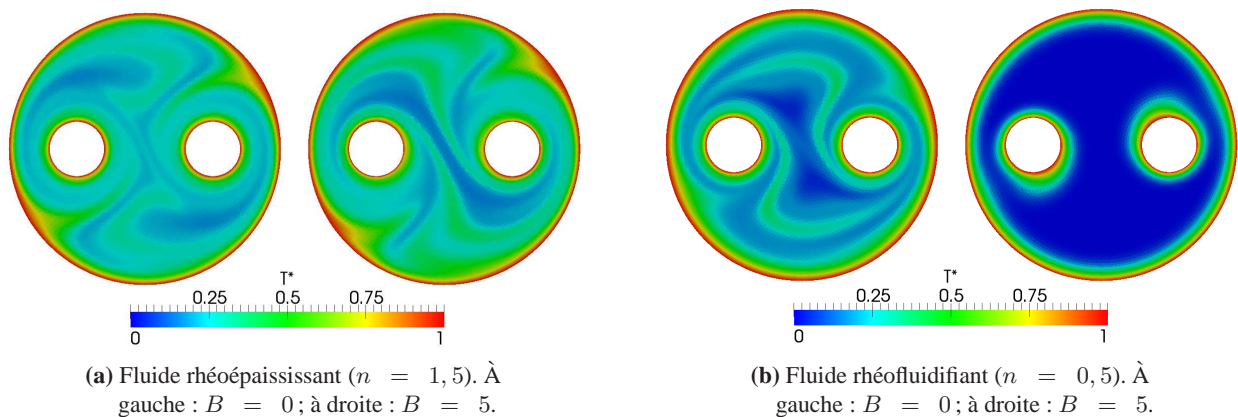 T*
0.25 0.5 0.75
0 1
(a) Fluide rhéoépaississant (n = 1, 5). À
gauche : B = 0 ; à droite : B = 5.
T*
0.25 0.5 0.75
0 1
(b) Fluide rhéofluidifiant (n = 0, 5). À
gauche : B = 0 ; à droite : B = 5.